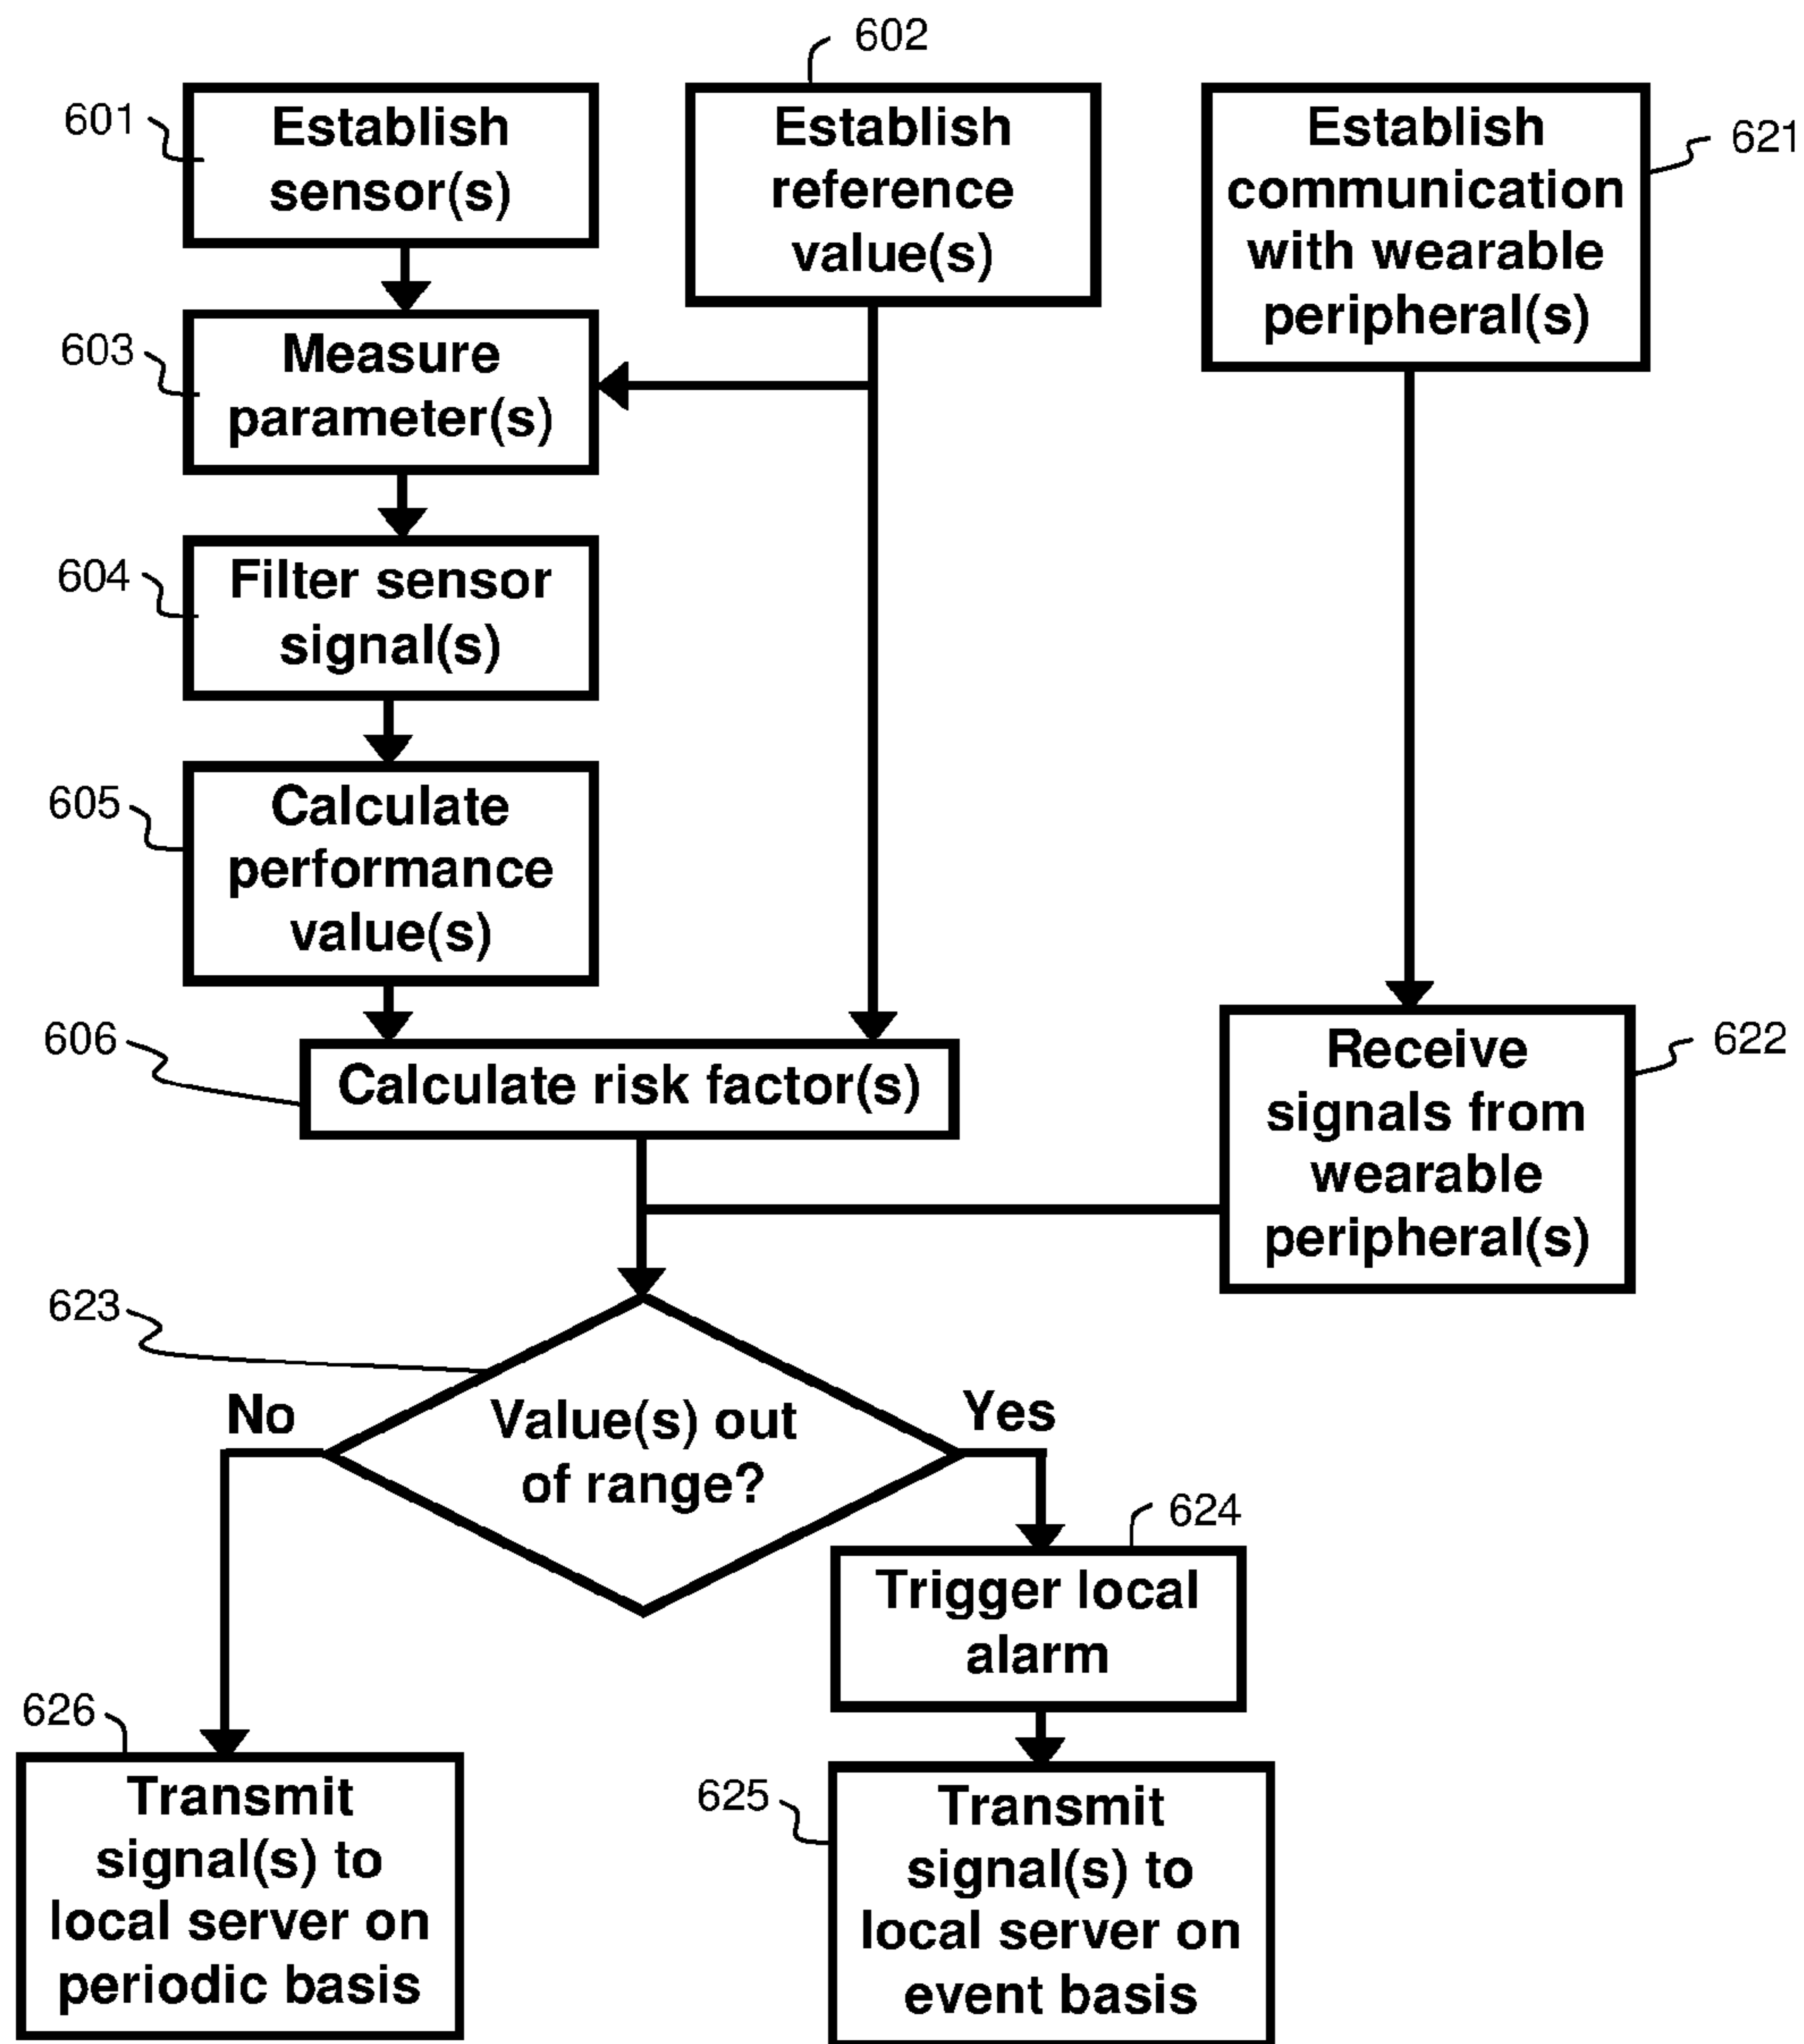 602
601
Establish
sensor(s)
Establish
reference
value(s)
Establish
communication
with wearable
peripheral(s)
621
603
Measure
parameter(s)
604
Filter sensor
signal(s)
605
Calculate
performance
value(s)
606
Calculate risk factor(s)
Receive
signals from
wearable
peripheral(s)
622
623
No
Value(s) out
of range?
Yes
624
Trigger local
alarm
626
Transmit
signal(s) to
local server on
periodic basis
625
Transmit
signal(s) to
local server on
event basis